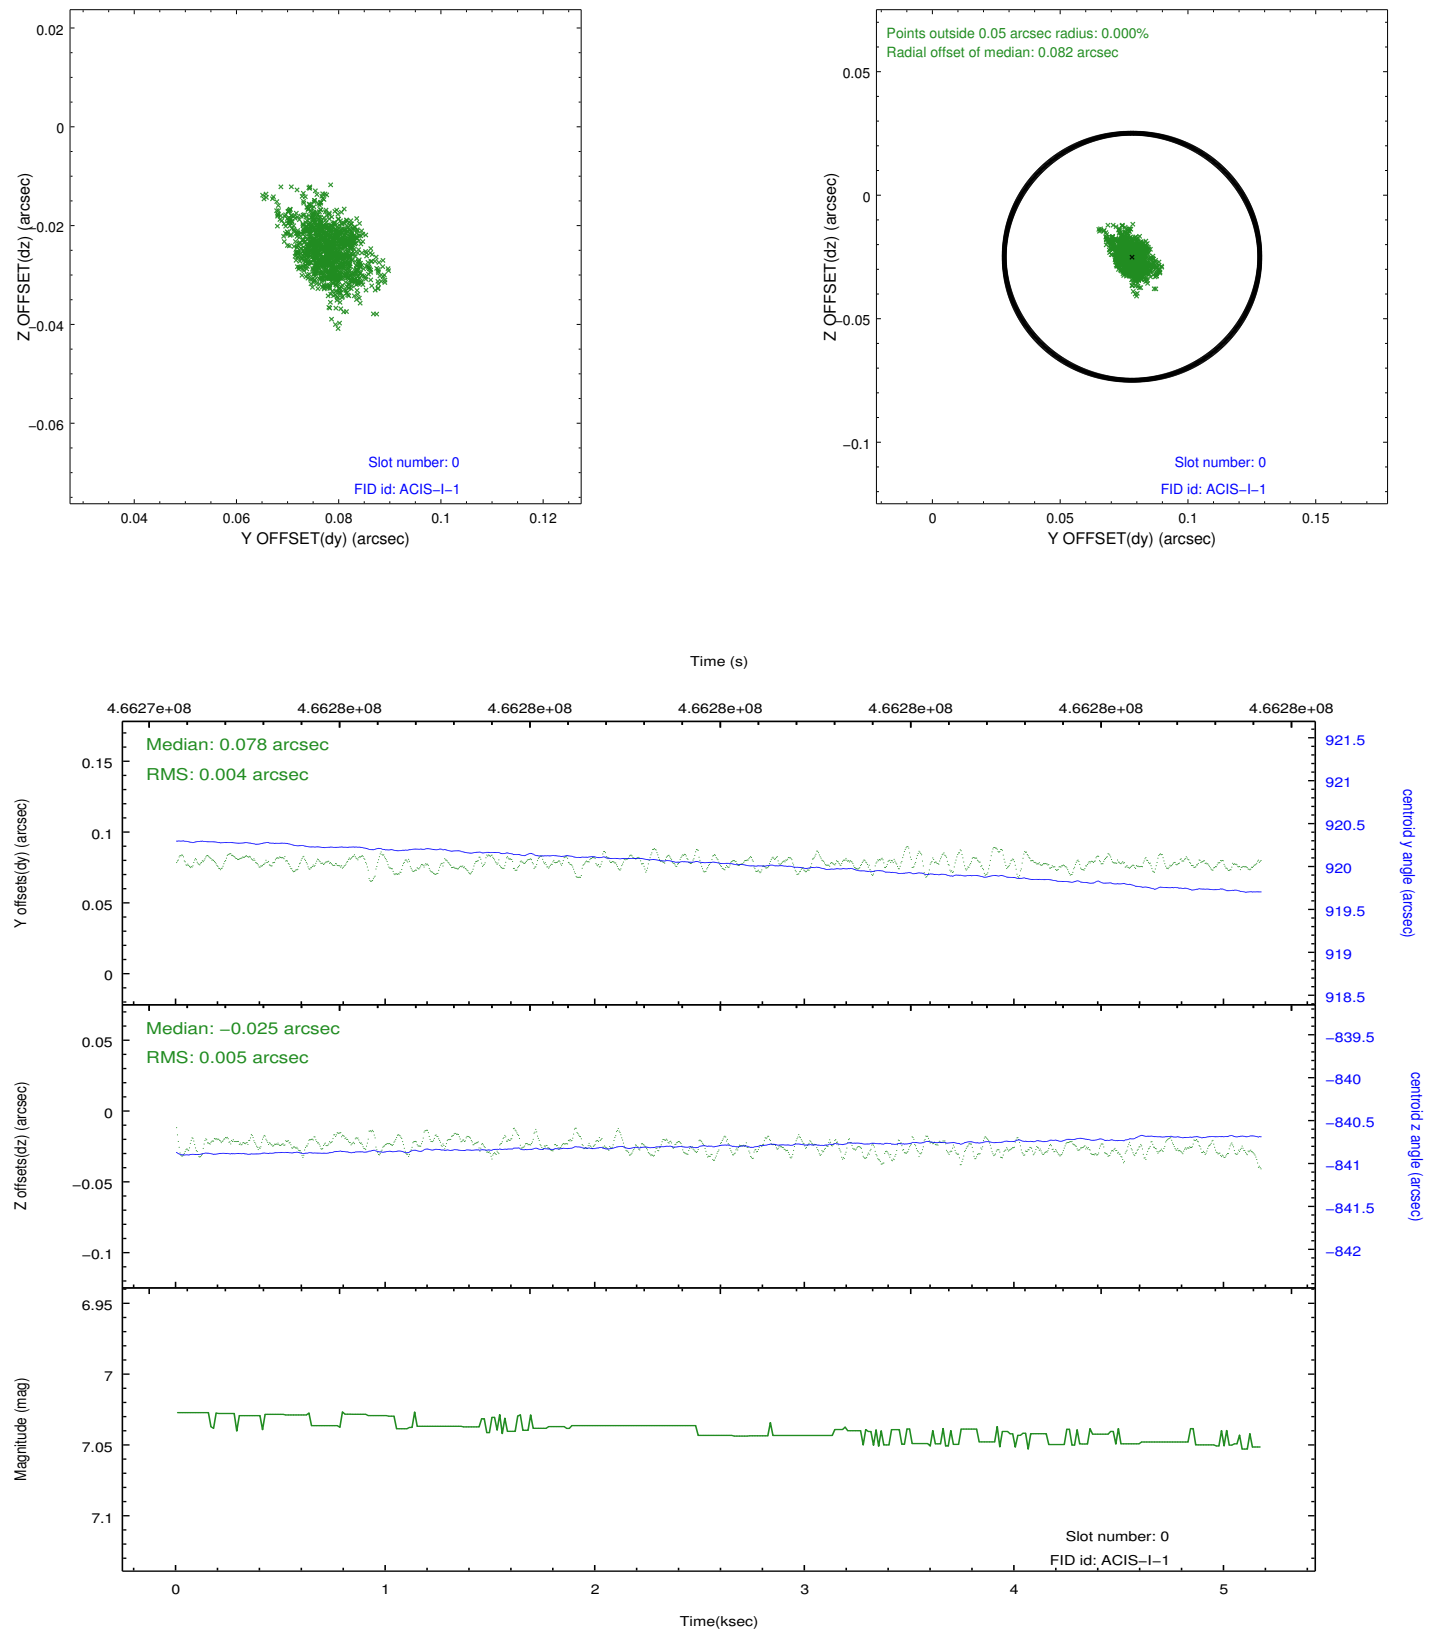 0.02
0
−0.02
−0.04
−0.06
Z OFFSET(dz) (arcsec)
Slot number: 0
FID id: ACIS−I−1
0.04
0.06
0.08
0.1
0.12
Y OFFSET(dy) (arcsec)
Points outside 0.05 arcsec radius: 0.000%
Radial offset of median: 0.082 arcsec
0.05
0
−0.05
−0.1
Z OFFSET(dz) (arcsec)
Slot number: 0
FID id: ACIS−I−1
0
0.05
0.1
0.15
Y OFFSET(dy) (arcsec)
Time (s)
4.6627e+08
4.6628e+08
4.6628e+08
4.6628e+08
4.6628e+08
4.6628e+08
4.6628e+08
Median: 0.078 arcsec
RMS: 0.004 arcsec
0.15
0.1
0.05
0
Y offsets(dy) (arcsec)
921.5
921
920.5
920
919.5
919
918.5
centroid y angle (arcsec)
Median: −0.025 arcsec
RMS: 0.005 arcsec
0.05
0
−0.05
−0.1
Z offsets(dz) (arcsec)
−839.5
−840
−840.5
−841
−841.5
−842
centroid z angle (arcsec)
6.95
7
7.05
7.1
Magnitude (mag)
Slot number: 0
FID id: ACIS−I−1
0
1
2
3
4
5
Time(ksec)